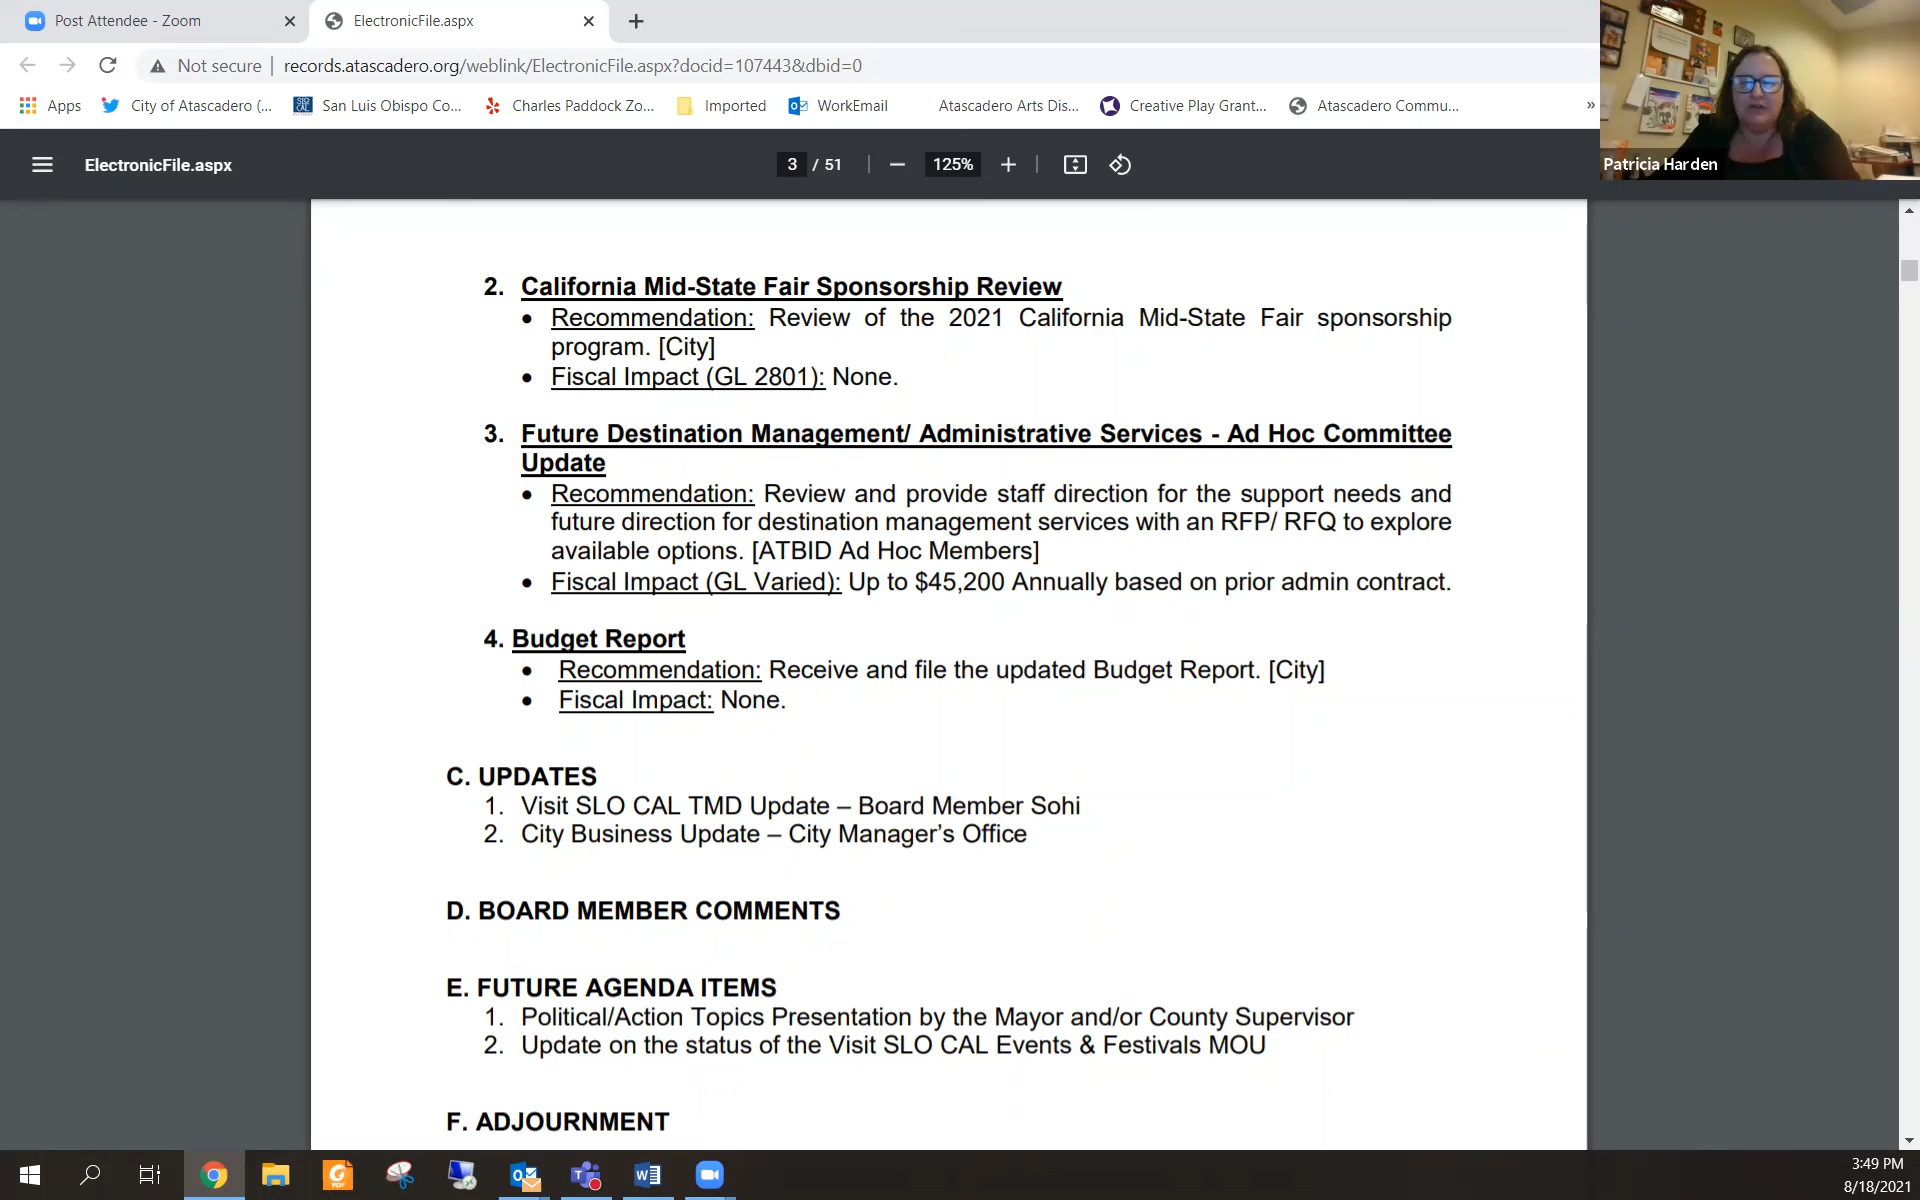 Post Attendee - Zoom
ElectronicFile.aspx
Not secure
records.atascadero.org/weblink/ElectronicFile.aspx?docid=107443&dbid=0
Apps
City of Atascadero (...
San Luis Obispo Co...
Charles Paddock Zo...
Imported
WorkEmail
Atascadero Arts Dis...
Creative Play Grant...
Atascadero Commu...
»
ElectronicFile.aspx
3 / 51
125%
Patricia Harden
2. California Mid-State Fair Sponsorship Review
• Recommendation: Review of the 2021 California Mid-State Fair sponsorship
program. [City]
• Fiscal Impact (GL 2801): None.
3. Future Destination Management/ Administrative Services - Ad Hoc Committee
Update
• Recommendation: Review and provide staff direction for the support needs and
future direction for destination management services with an RFP/ RFQ to explore
available options. [ATBID Ad Hoc Members]
• Fiscal Impact (GL Varied): Up to $45,200 Annually based on prior admin contract.
4. Budget Report
• Recommendation: Receive and file the updated Budget Report. [City]
• Fiscal Impact: None.
C. UPDATES
1. Visit SLO CAL TMD Update – Board Member Sohi
2. City Business Update – City Manager's Office
D. BOARD MEMBER COMMENTS
E. FUTURE AGENDA ITEMS
1. Political/Action Topics Presentation by the Mayor and/or County Supervisor
2. Update on the status of the Visit SLO CAL Events & Festivals MOU
F. ADJOURNMENT
3:49 PM
8/18/2021